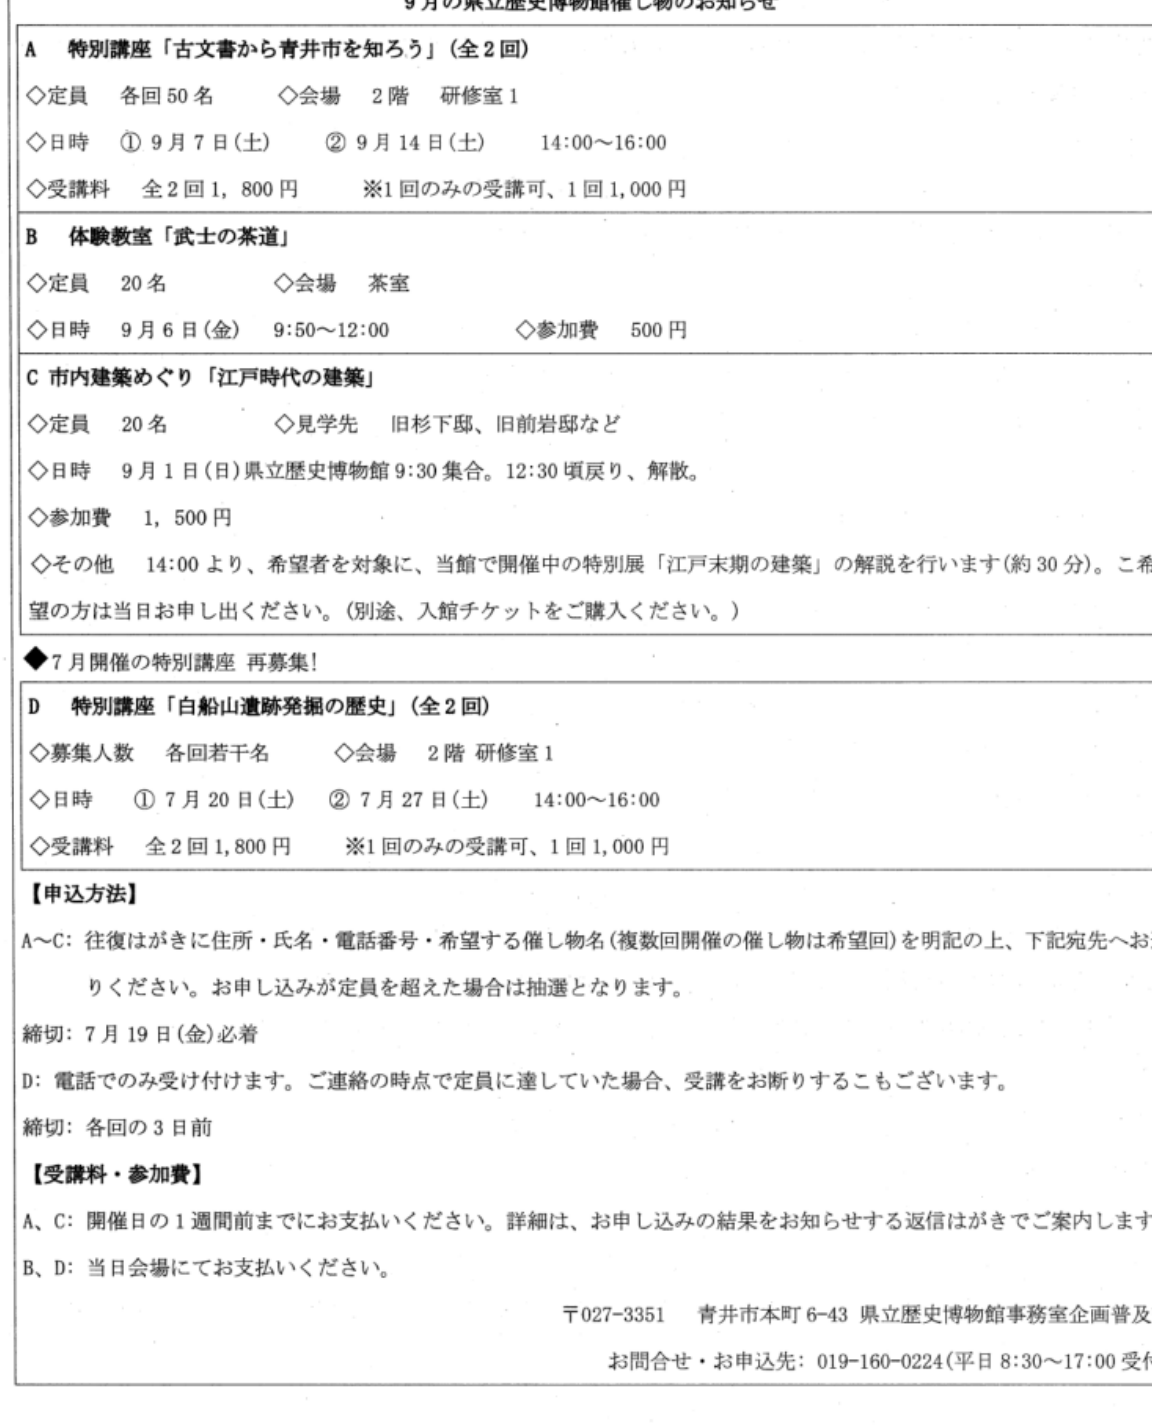 9月の県立歴史博物館催し物のお知らせ
A 特別講座「古文書から青井市を知ろう」(全2回)
◇定員 各回50名 ◇会場 2階 研修室1
◇日時 ① 9月7日(土) ② 9月14日(土) 14:00～16:00
◇受講料 全2回1, 800円 ※1回のみの受講可、1回1,000円
B 体験教室「武士の茶道」
◇定員 20名 ◇会場 茶室
◇日時 9月6日(金) 9:50～12:00 ◇参加費 500円
C 市内建築めぐり「江戸時代の建築」
◇定員 20名 ◇見学先 旧杉下邸、旧前岩邸など
◇日時 9月1日(日)県立歴史博物館9:30集合。12:30頃戻り、解散。
◇参加費 1, 500円
◇その他 14:00より、希望者を対象に、当館で開催中の特別展「江戸末期の建築」の解説を行います(約30分)。こ希
望の方は当日お申し出ください。(別途、入館チケットをご購入ください。)
◆7月開催の特別講座 再募集!
D 特別講座「白船山遺跡発掘の歴史」(全2回)
◇募集人数 各回若干名 ◇会場 2階 研修室1
◇日時 ① 7月20日(土) ② 7月27日(土) 14:00～16:00
◇受講料 全2回1,800円 ※1回のみの受講可、1回1,000円
【申込方法】
A～C: 往復はがきに住所・氏名・電話番号・希望する催し物名(複数回開催の催し物は希望回)を明記の上、下記宛先へお
りください。お申し込みが定員を超えた場合は抽選となります。
締切: 7月19日(金)必着
D: 電話でのみ受け付けます。ご連絡の時点で定員に達していた場合、受講をお断りするこもございます。
締切: 各回の3日前
【受講料・参加費】
A、C: 開催日の1週間前までにお支払いください。詳細は、お申し込みの結果をお知らせする返信はがきでご案内します
B、D: 当日会場にてお支払いください。
〒027-3351 青井市本町6-43 県立歴史博物館事務室企画普及
お問合せ・お申込先: 019-160-0224(平日8:30～17:00受付